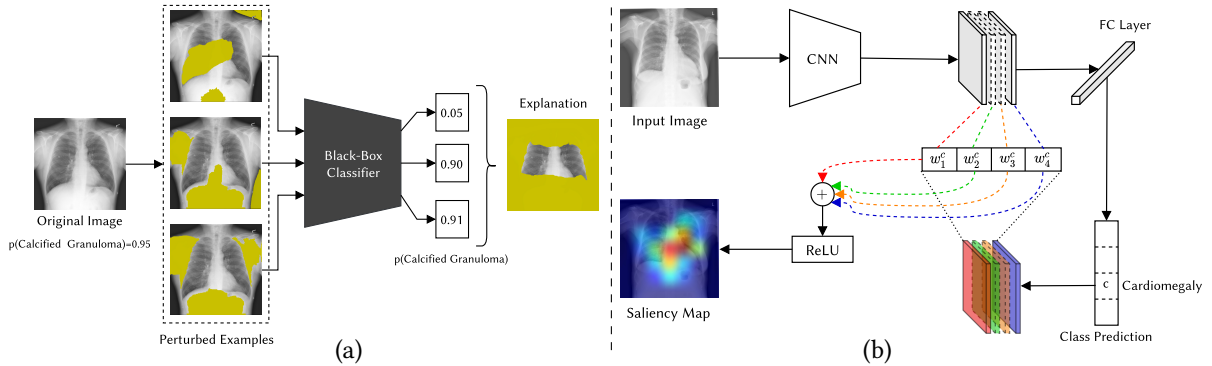 Original Image
p(Calcified Granuloma)=0.95
Perturbed Examples
Black-Box
Classifier
0.05
0.90
0.91
p(Calcified Granuloma)
Explanation
(a)
Input Image
CNN
FC Layer
w₁ᶜ w₂ᶜ w₃ᶜ w₄ᶜ
+
ReLU
Saliency Map
c
Cardiomegaly
Class Prediction
(b)